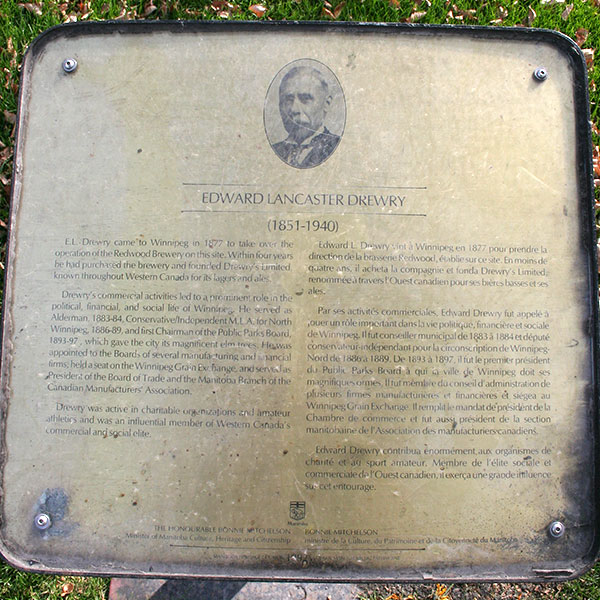 EDWARD LANCASTER DREWRY
(1851-1940)
E.L. Drewry came to Winnipeg in 1877 to take over the
operation of the Redwood Brewery on this site. Within four years
he had purchased the brewery and founded Drewry's Limited,
known throughout Western Canada for its lagers and ales.
Drewry's commercial activities led to a prominent role in the
political, financial, and social life of Winnipeg. He served as
Alderman, 1883-84, Conservative/Independent M.L.A. for North
Winnipeg, 1886-89, and first Chairman of the Public Parks Board,
1893-97, which gave the city its magnificent elm trees. He was
appointed to the Boards of several manufacturing and financial
firms, held a seat on the Winnipeg Grain Exchange, and served as
President of the Board of Trade and the Manitoba Branch of the
Canadian Manufacturers' Association.
Drewry was active in charitable organizations and amateur
athletics and was an influential member of Western Canada's
commercial and social elite.
Edward L. Drewry vint à Winnipeg en 1877 pour prendre la
direction de la brasserie Redwood, établie sur ce site. En moins de
quatre ans, il acheta la compagnie et fonda Drewry's Limited,
renommée à travers l'Ouest canadien pour ses bières basses et ses
ales.
Par ses activités commerciales, Edward Drewry fut appelé à
jouer un rôle important dans la vie politique, financière et sociale
de Winnipeg. Il fut conseiller municipal de 1883 à 1884 et député
conservateur-indépendant pour la circonscription de Winnipeg-
Nord de 1886 à 1889. De 1893 à 1897, il fut le premier président
du Public Parks Board à qui la ville de Winnipeg doit ses
magnifiques ormes. Il fut membre du conseil d'administration de
plusieurs firmes manufacturières et financières et siégea au
Winnipeg Grain Exchange. Il remplit le mandat de président de la
Chambre de commerce et fut aussi président de la section
manitobaine de l'Association des manufacturiers canadiens.
Edward Drewry contribua énormément aux organismes de
charité et au sport amateur. Membre de l'élite sociale et
commerciale de l'Ouest canadien, il exerça une grande influence
sur cet entourage.
THE HONOURABLE BONNIE MITCHELSON
Minister of Manitoba Culture, Heritage and Citizenship
BONNIE MITCHELSON
ministre de la Culture, du Patrimoine et de la Citoyenneté du Manitoba